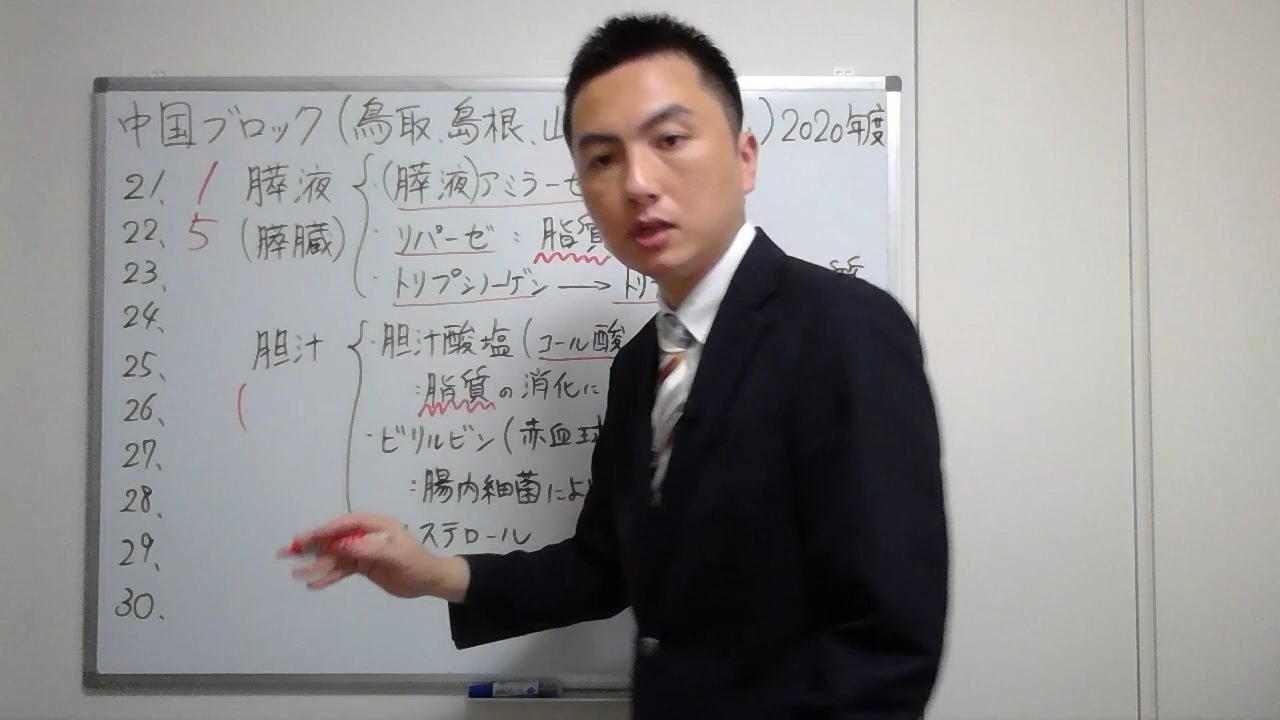 中国ブロック(鳥取、島根、山 )2020年度
21、 1 膵液 (膵液)アミラーゼ
22、 5 (膵臓) ・リパーゼ:脂質
23、 ・トリプシノーゲン→トリ 質
24、
胆汁 ・胆汁酸塩(コール酸
25、
:脂質の消化に
26、 (
・ビリルビン(赤血球
27、
:腸内細菌によ
28、
ステロール
29、
30、